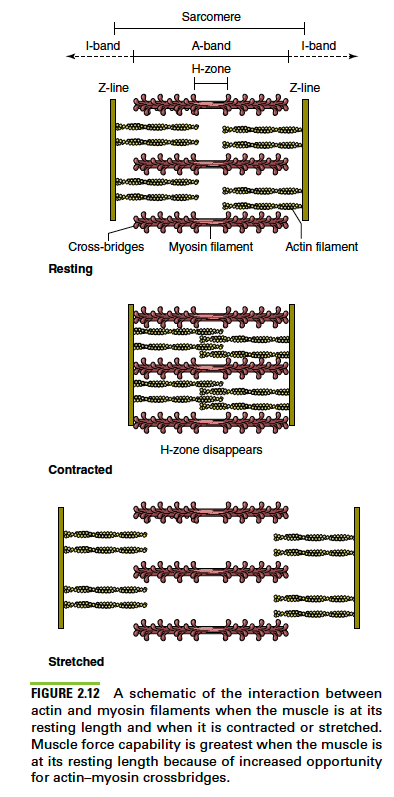 Sarcomere
I-band A-band I-band
H-zone
Z-line Z-line
Cross-bridges Myosin filament Actin filament
Resting
H-zone disappears
Contracted
Stretched
FIGURE 2.12 A schematic of the interaction between
actin and myosin filaments when the muscle is at its
resting length and when it is contracted or stretched.
Muscle force capability is greatest when the muscle is
at its resting length because of increased opportunity
for actin–myosin crossbridges.